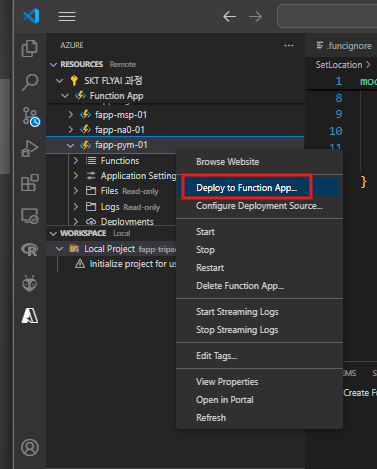 AZURE
RESOURCES Remote
SKT FLYAI 과정
Function App
fapp-msp-01
fapp-na0-01
fapp-pym-01
Functions
Application Setting
Files Read-only
Logs Read-only
Deployments
WORKSPACE Local
Local Project fapp-tripa
Initialize project for us
.funcignore
SetLocation
1 mod
8
9
10
11
12 }
Browse Website
Deploy to Function App...
Configure Deployment Source...
Start
Stop
Restart
Delete Function App...
Start Streaming Logs
Stop Streaming Logs
Edit Tags...
View Properties
Open in Portal
Refresh
EMS
Create F